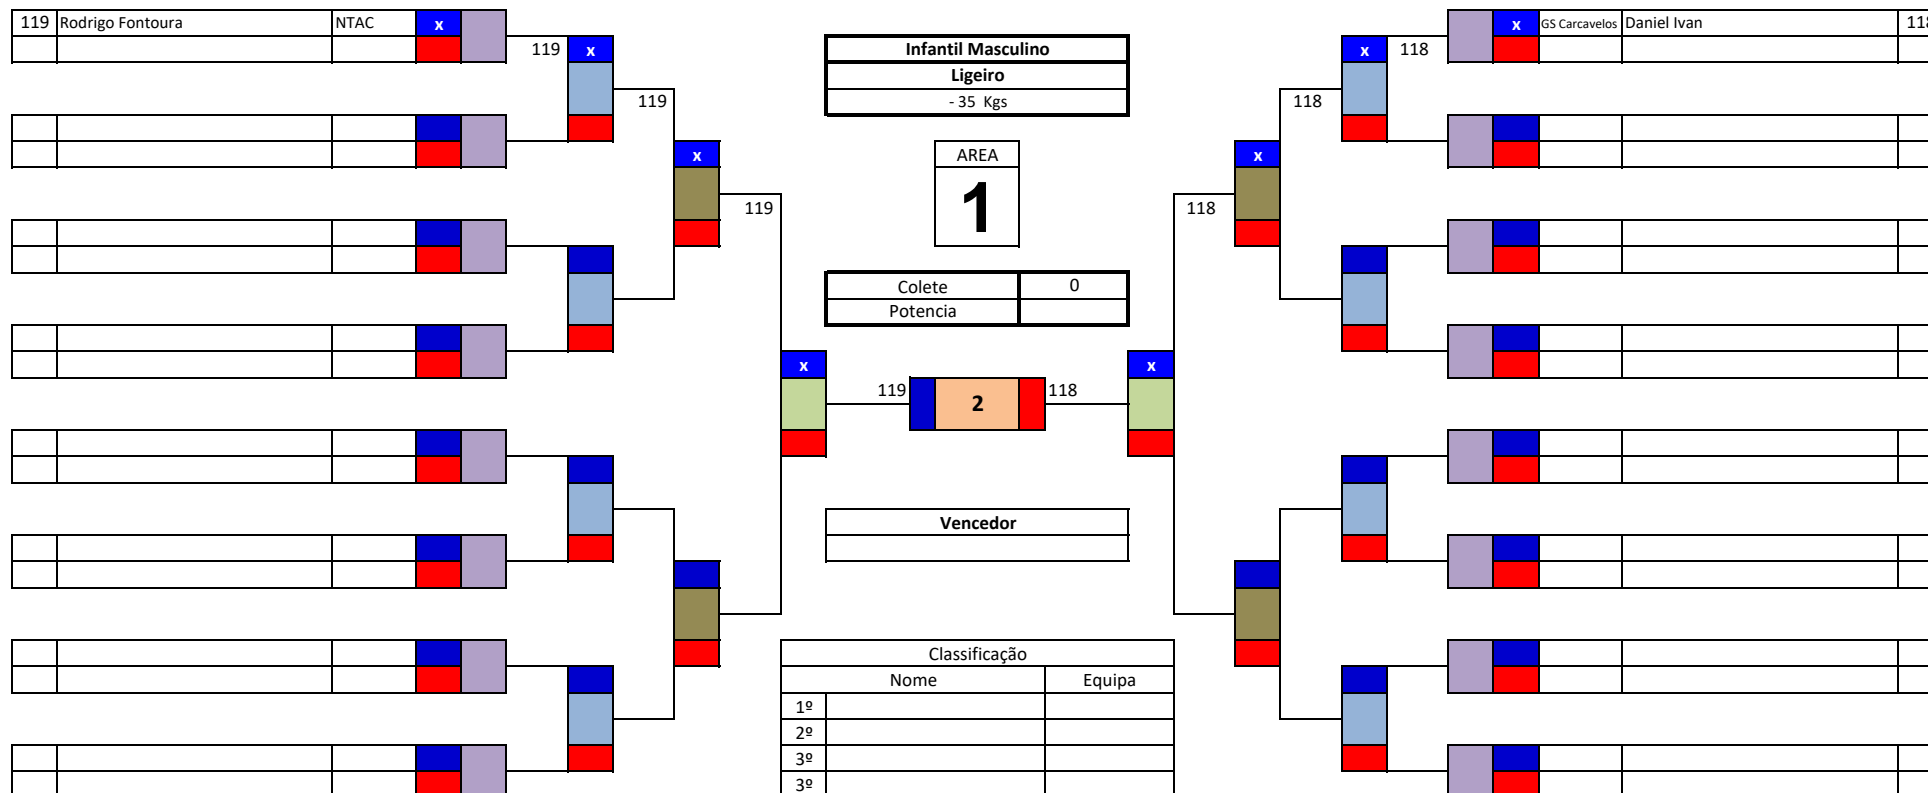 119 Rodrigo Fontoura NTAC x
x GS Carcavelos Daniel Ivan 118
119 x
Infantil Masculino
x 118
Ligeiro
119
- 35 Kgs
118
x
AREA
x
1
119
118
Colete 0
Potencia
x
x
119 2 118
Vencedor
Classificação
Nome Equipa
1º
2º
3º
3º